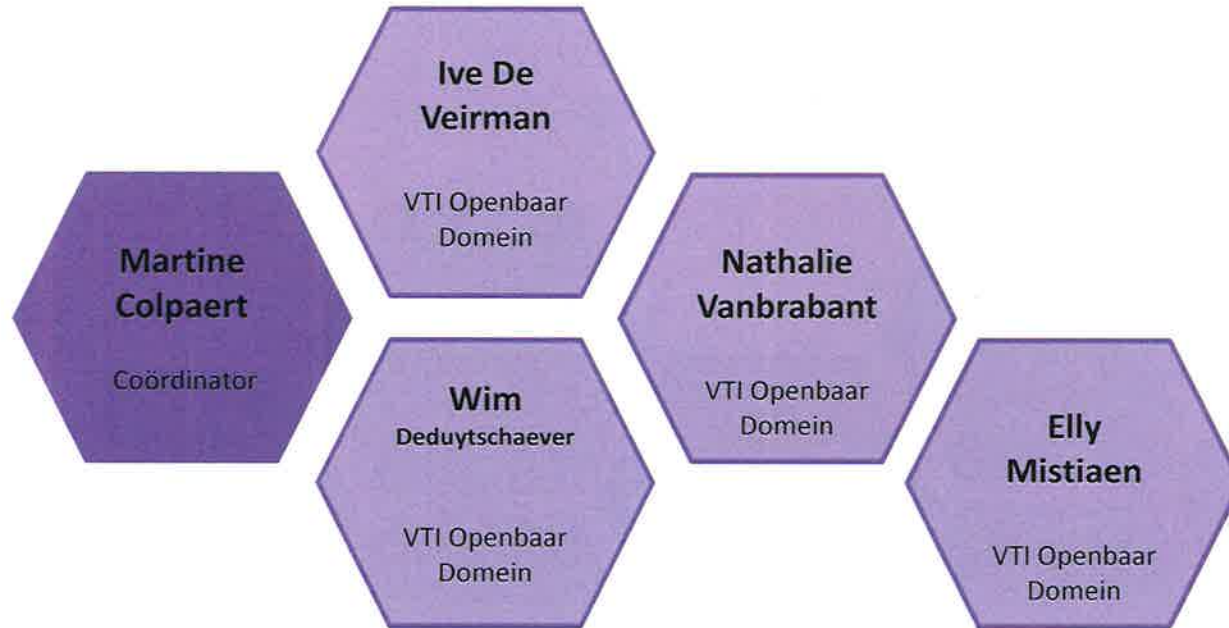 Ive De
Veirman
VTI Openbaar
Domein
Martine
Colpaert
Coördinator
Nathalie
Vanbrabant
VTI Openbaar
Domein
Wim
Deduytschaever
VTI Openbaar
Domein
Elly
Mistiaen
VTI Openbaar
Domein